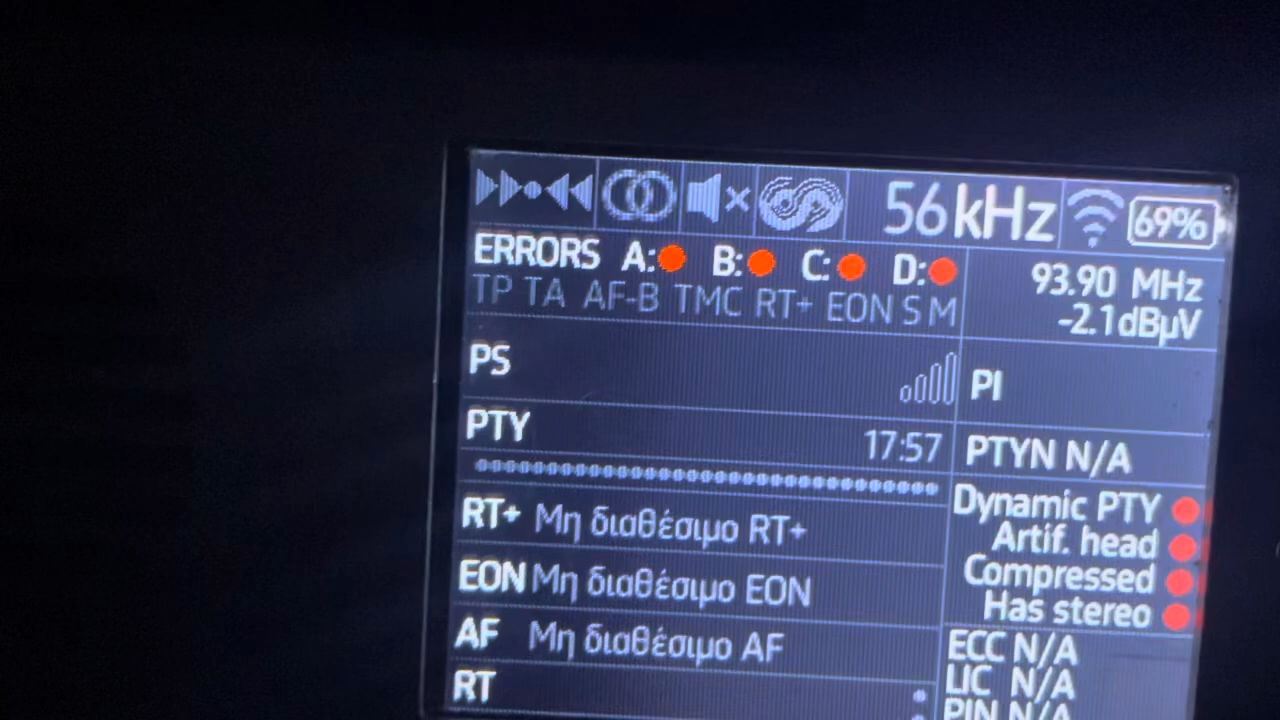 56kHz 69%
ERRORS A: B: C: D:
TP TA AF-B TMC RT+ EON S M
93.90 MHz
-2.1dBµV
PS
PI
PTY 17:57
PTYN N/A
RT+ Μη διαθέσιμο RT+
EON Μη διαθέσιμο EON
AF Μη διαθέσιμο AF
RT
Dynamic PTY
Artif. head
Compressed
Has stereo
ECC N/A
LIC N/A
PIN N/A